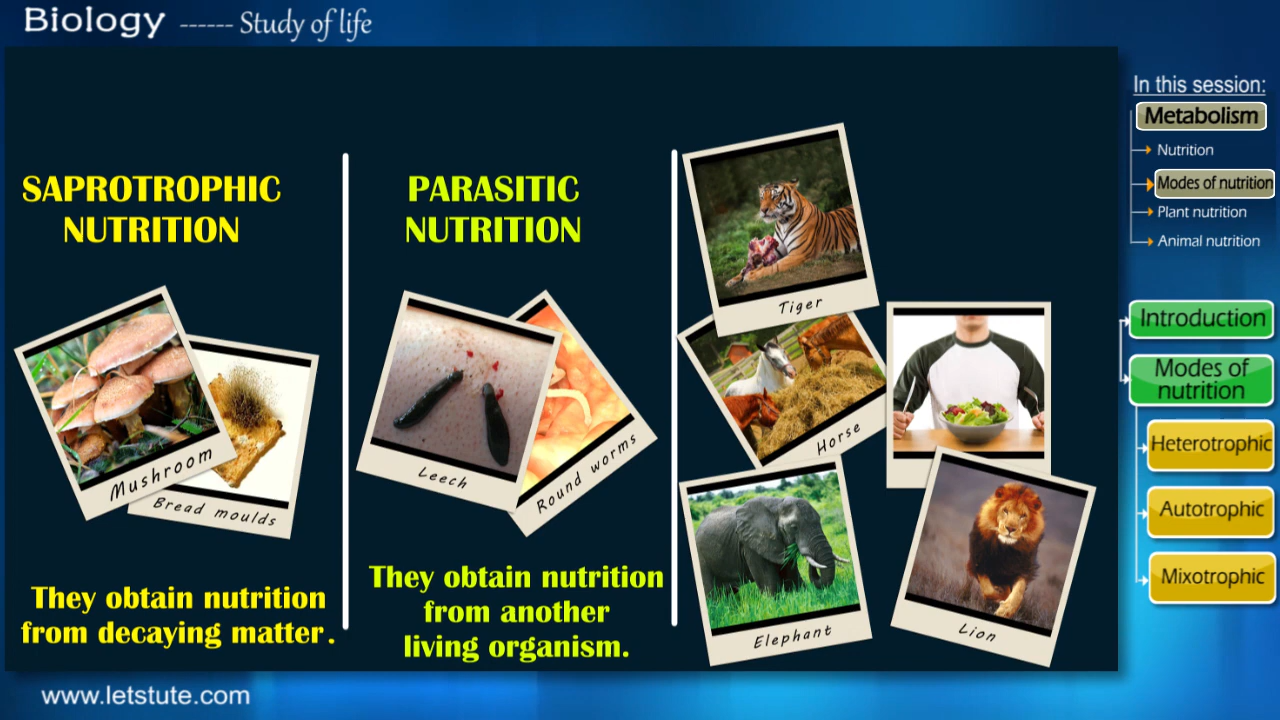 Biology ------ Study of life
SAPROTROPHIC
NUTRITION
Mushroom
Bread moulds
They obtain nutrition
from decaying matter.
PARASITIC
NUTRITION
Leech
Round worms
They obtain nutrition
from another
living organism.
Tiger
Horse
Elephant
Lion
In this session:
Metabolism
Nutrition
Modes of nutrition
Plant nutrition
Animal nutrition
Introduction
Modes of
nutrition
Heterotrophic
Autotrophic
Mixotrophic
www.letstute.com